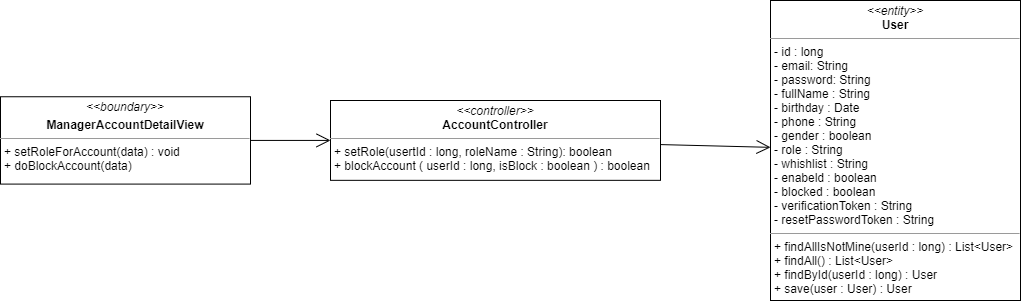 <<boundary>>
ManagerAccountDetailView
+ setRoleForAccount(data) : void
+ doBlockAccount(data)
<<controller>>
AccountController
+ setRole(usertId : long, roleName : String): boolean
+ blockAccount ( userId : long, isBlock : boolean ) : boolean
<<entity>>
User
- id : long
- email: String
- password: String
- fullName : String
- birthday : Date
- phone : String
- gender : boolean
- role : String
- whishlist : String
- enabeld : boolean
- blocked : boolean
- verificationToken : String
- resetPasswordToken : String
+ findAllIsNotMine(userId : long) : List<User>
+ findAll() : List<User>
+ findById(userId : long) : User
+ save(user : User) : User